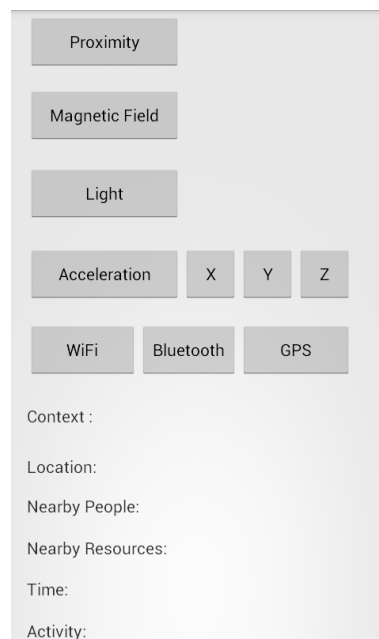 Proximity
Magnetic Field
Light
Acceleration X Y Z
WiFi Bluetooth GPS
Context :
Location:
Nearby People:
Nearby Resources:
Time:
Activity: